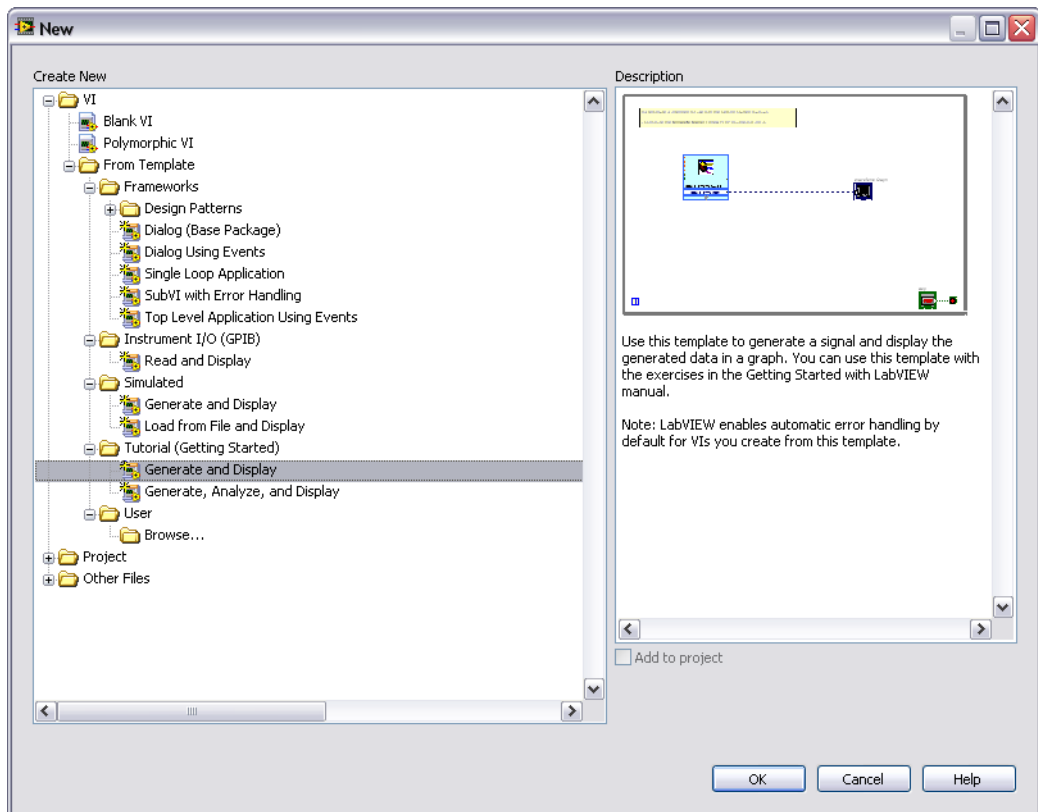 New
Create New
VI
Blank VI
Polymorphic VI
From Template
Frameworks
Design Patterns
Dialog (Base Package)
Dialog Using Events
Single Loop Application
SubVI with Error Handling
Top Level Application Using Events
Instrument I/O (GPIB)
Read and Display
Simulated
Generate and Display
Load from File and Display
Tutorial (Getting Started)
Generate and Display
Generate, Analyze, and Display
User
Browse...
Project
Other Files
Description
Use this template to generate a signal and display the
generated data in a graph. You can use this template with
the exercises in the Getting Started with LabVIEW
manual.
Note: LabVIEW enables automatic error handling by
default for VIs you create from this template.
Add to project
OK
Cancel
Help